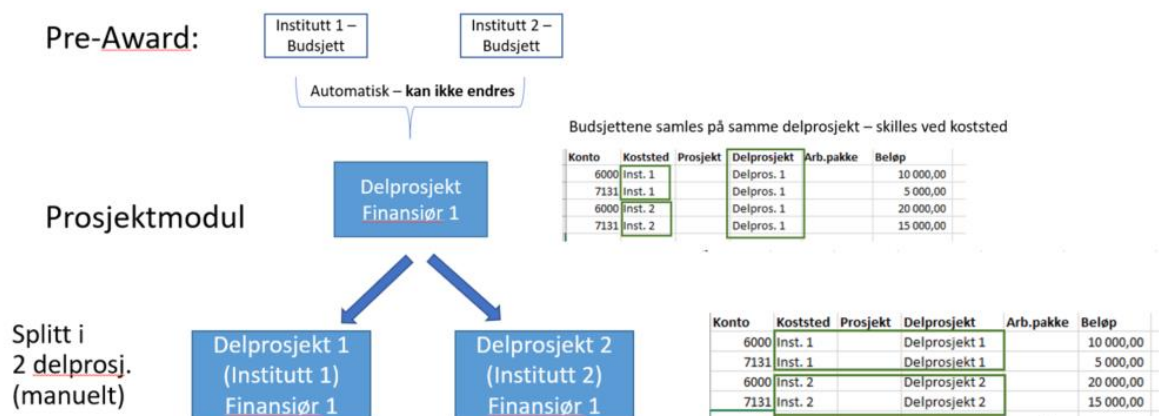 Pre-Award:
Institutt 1 –
Budsjett
Institutt 2 –
Budsjett
Automatisk – kan ikke endres
Budsjettene samles på samme delprosjekt – skilles ved koststed
Konto Koststed Prosjekt Delprosjekt Arb.pakke Beløp
6000 Inst. 1 Delpros. 1 10 000,00
7131 Inst. 1 Delpros. 1 5 000,00
6000 Inst. 2 Delpros. 1 20 000,00
7131 Inst. 2 Delpros. 1 15 000,00
Prosjektmodul
Delprosjekt
Finansiør 1
Splitt i
2 delprosj.
(manuelt)
Delprosjekt 1
(Institutt 1)
Finansiør 1
Delprosjekt 2
(Institutt 2)
Finansiør 1
Konto Koststed Prosjekt Delprosjekt Arb.pakke Beløp
6000 Inst. 1 Delprosjekt 1 10 000,00
7131 Inst. 1 Delprosjekt 1 5 000,00
6000 Inst. 2 Delprosjekt 2 20 000,00
7131 Inst. 2 Delprosjekt 2 15 000,00